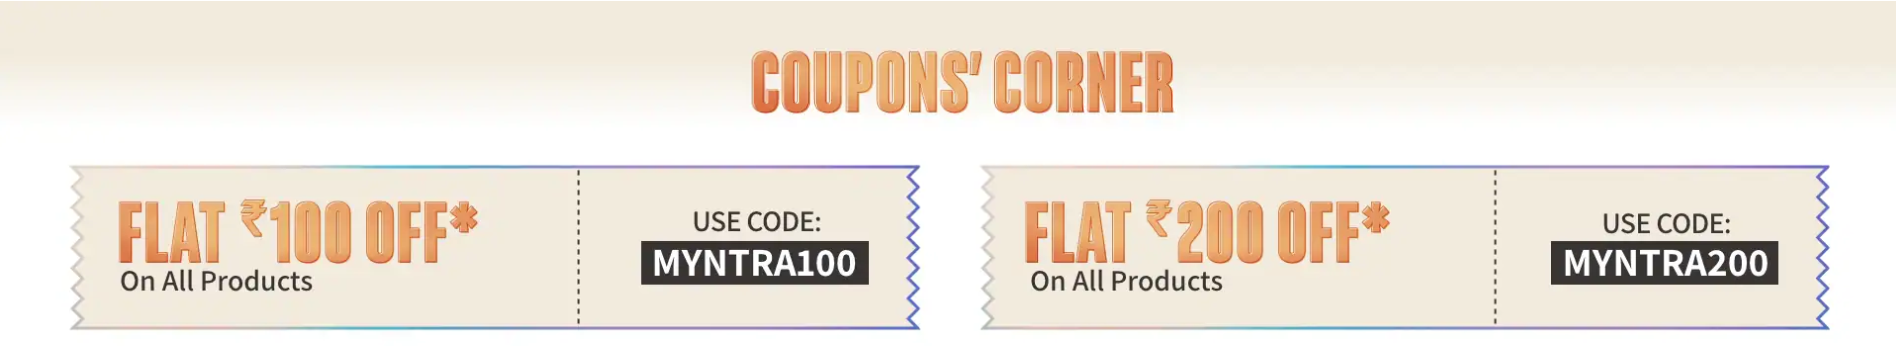 COUPONS' CORNER
FLAT ₹100 OFF*
On All Products
USE CODE:
MYNTRA100
FLAT ₹200 OFF*
On All Products
USE CODE:
MYNTRA200